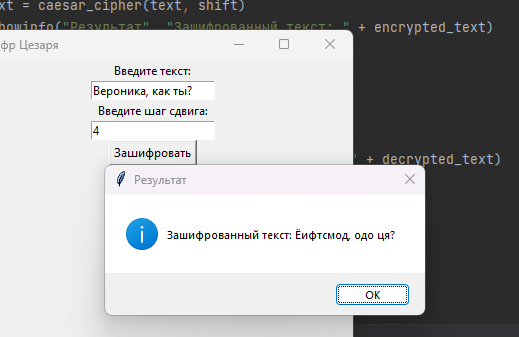 xt = caesar_cipher(text, shift)
howinfo("Результат", "Зашифрованный текст: " + encrypted_text)
фр Цезаря
Введите текст:
Вероника, как ты?
Введите шаг сдвига:
4
Зашифровать
" + decrypted_text)
Результат
Зашифрованный текст: Ёифтсмод, одо ця?
OK